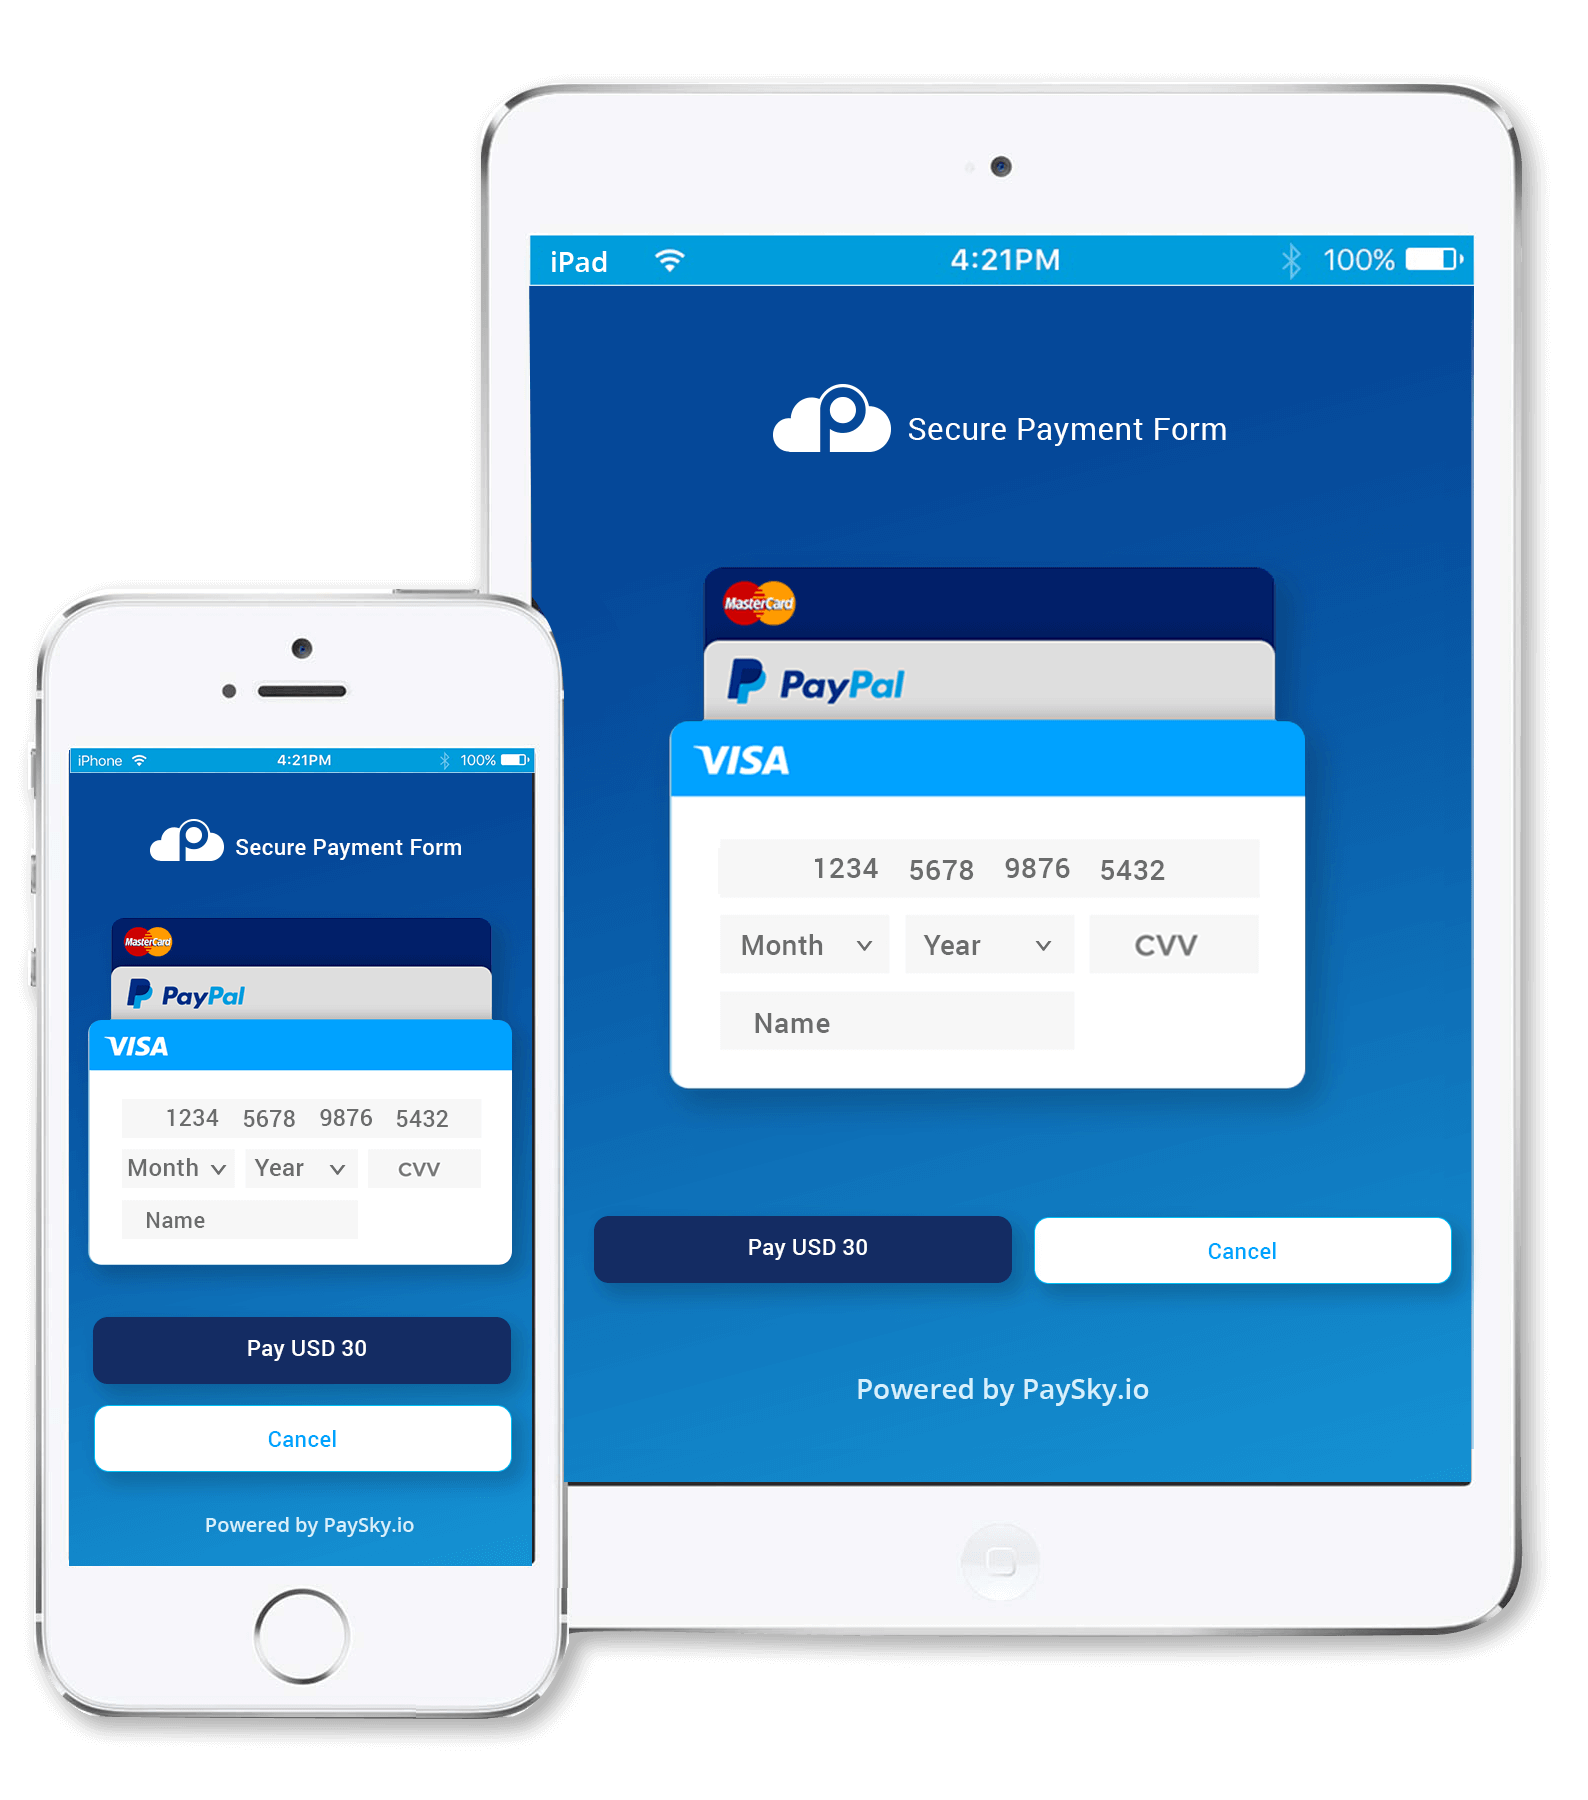 iPad 4:21PM 100%
Secure Payment Form
MasterCard
PayPal
VISA
1234 5678 9876 5432
Month Year CVV
Name
Pay USD 30 Cancel
Powered by PaySky.io
iPhone 4:21PM 100%
Secure Payment Form
MasterCard
PayPal
VISA
1234 5678 9876 5432
Month Year CVV
Name
Pay USD 30
Cancel
Powered by PaySky.io